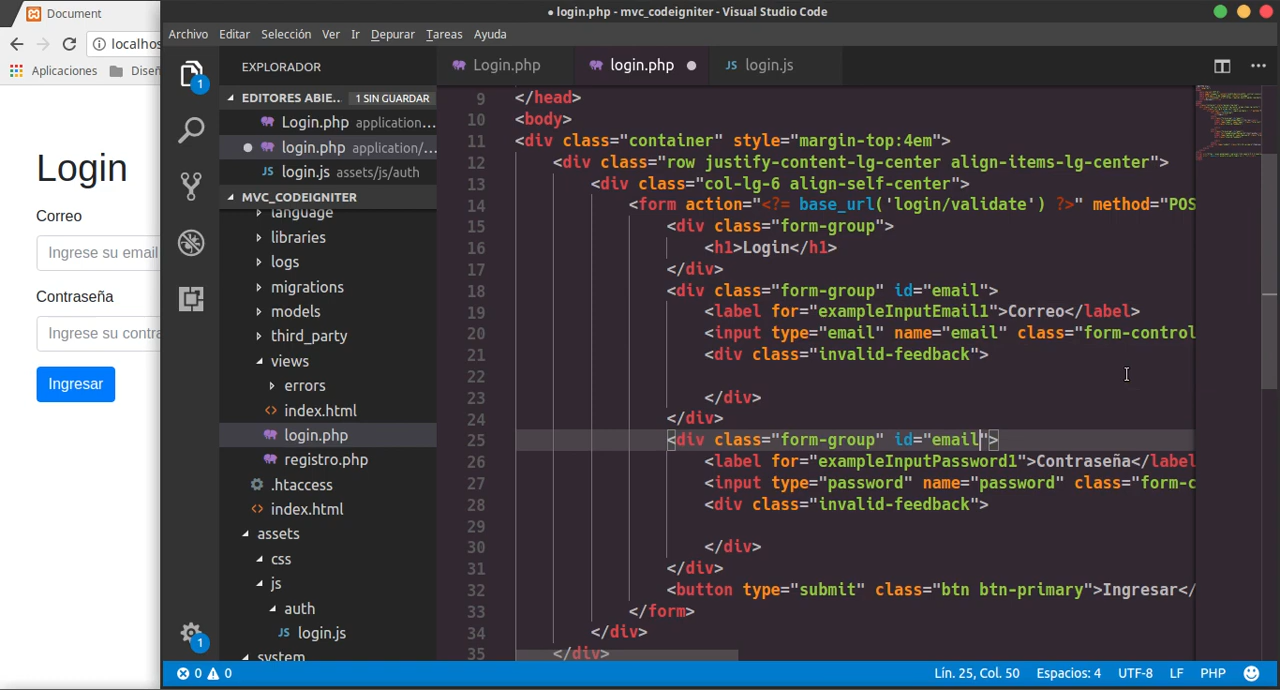 Document
localhos
Aplicaciones
Diseñ
Login
Correo
Ingrese su email
Contraseña
Ingrese su contra
Ingresar
• login.php - mvc_codeigniter - Visual Studio Code
Archivo Editar Selección Ver Ir Depurar Tareas Ayuda
EXPLORADOR
EDITORES ABIE.. 1 SIN GUARDAR
Login.php application...
login.php application/...
JS login.js assets/js/auth
MVC_CODEIGNITER
language
libraries
logs
migrations
models
third_party
views
errors
<> index.html
login.php
registro.php
.htaccess
<> index.html
assets
css
js
auth
JS login.js
system
1
1
Login.php login.php JS login.js
9 </head>
10 <body>
11 <div class="container" style="margin-top:4em">
12 <div class="row justify-content-lg-center align-items-lg-center">
13 <div class="col-lg-6 align-self-center">
14 <form action="<?= base_url('login/validate') ?>" method="POS
15 <div class="form-group">
16 <h1>Login</h1>
17 </div>
18 <div class="form-group" id="email">
19 <label for="exampleInputEmail1">Correo</label>
20 <input type="email" name="email" class="form-control
21 <div class="invalid-feedback">
22
23 </div>
24 </div>
25 <div class="form-group" id="email">
26 <label for="exampleInputPassword1">Contraseña</label
27 <input type="password" name="password" class="form-c
28 <div class="invalid-feedback">
29
30 </div>
31 </div>
32 <button type="submit" class="btn btn-primary">Ingresar</
33 </form>
34 </div>
35 </div>
0 0 Lín. 25, Col. 50 Espacios: 4 UTF-8 LF PHP